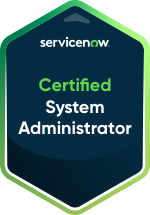 servicenow.
Certified
System
Administrator